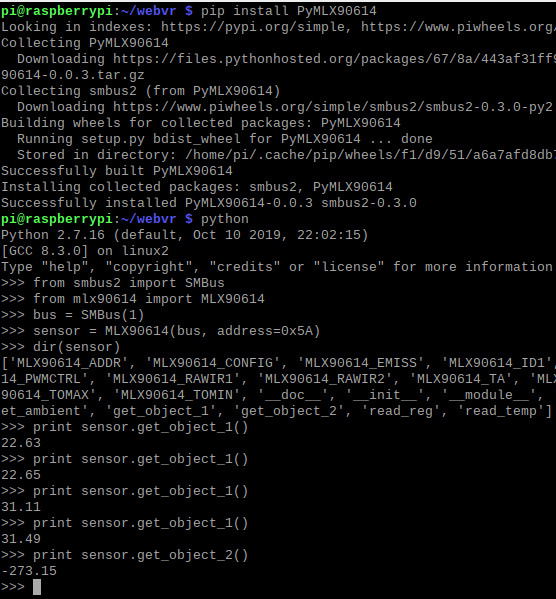 pi@raspberrypi:~/webvr $ pip install PyMLX90614
Looking in indexes: https://pypi.org/simple, https://www.piwheels.org/
Collecting PyMLX90614
  Downloading https://files.pythonhosted.org/packages/67/8a/443af31ff9
90614-0.0.3.tar.gz
Collecting smbus2 (from PyMLX90614)
  Downloading https://www.piwheels.org/simple/smbus2/smbus2-0.3.0-py2
Building wheels for collected packages: PyMLX90614
  Running setup.py bdist_wheel for PyMLX90614 ... done
  Stored in directory: /home/pi/.cache/pip/wheels/f1/d9/51/a6a7afd8db7
Successfully built PyMLX90614
Installing collected packages: smbus2, PyMLX90614
Successfully installed PyMLX90614-0.0.3 smbus2-0.3.0
pi@raspberrypi:~/webvr $ python
Python 2.7.16 (default, Oct 10 2019, 22:02:15)
[GCC 8.3.0] on linux2
Type "help", "copyright", "credits" or "license" for more information
>>> from smbus2 import SMBus
>>> from mlx90614 import MLX90614
>>> bus = SMBus(1)
>>> sensor = MLX90614(bus, address=0x5A)
>>> dir(sensor)
['MLX90614_ADDR', 'MLX90614_CONFIG', 'MLX90614_EMISS', 'MLX90614_ID1',
14_PWMCTRL', 'MLX90614_RAWIR1', 'MLX90614_RAWIR2', 'MLX90614_TA', 'MLX
90614_TOMAX', 'MLX90614_TOMIN', '__doc__', '__init__', '__module__',
et_ambient', 'get_object_1', 'get_object_2', 'read_reg', 'read_temp']
>>> print sensor.get_object_1()
22.63
>>> print sensor.get_object_1()
22.65
>>> print sensor.get_object_1()
31.11
>>> print sensor.get_object_1()
31.49
>>> print sensor.get_object_2()
-273.15
>>>